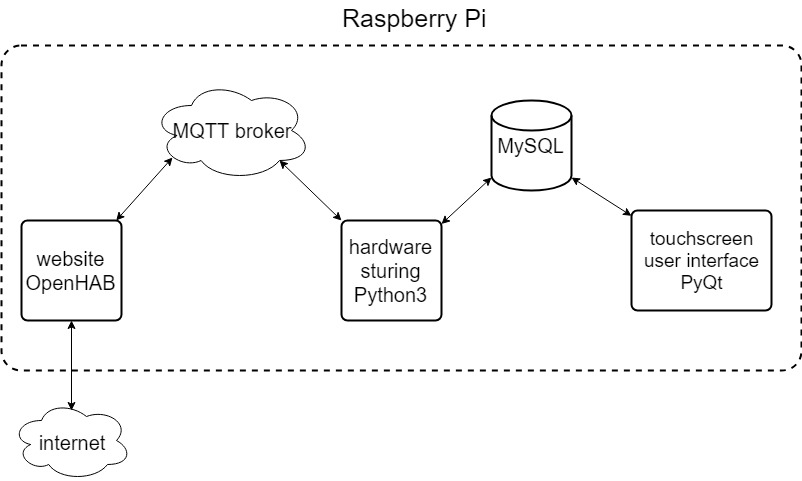 Raspberry Pi
MQTT broker
MySQL
website
OpenHAB
hardware
sturing
Python3
touchscreen
user interface
PyQt
internet